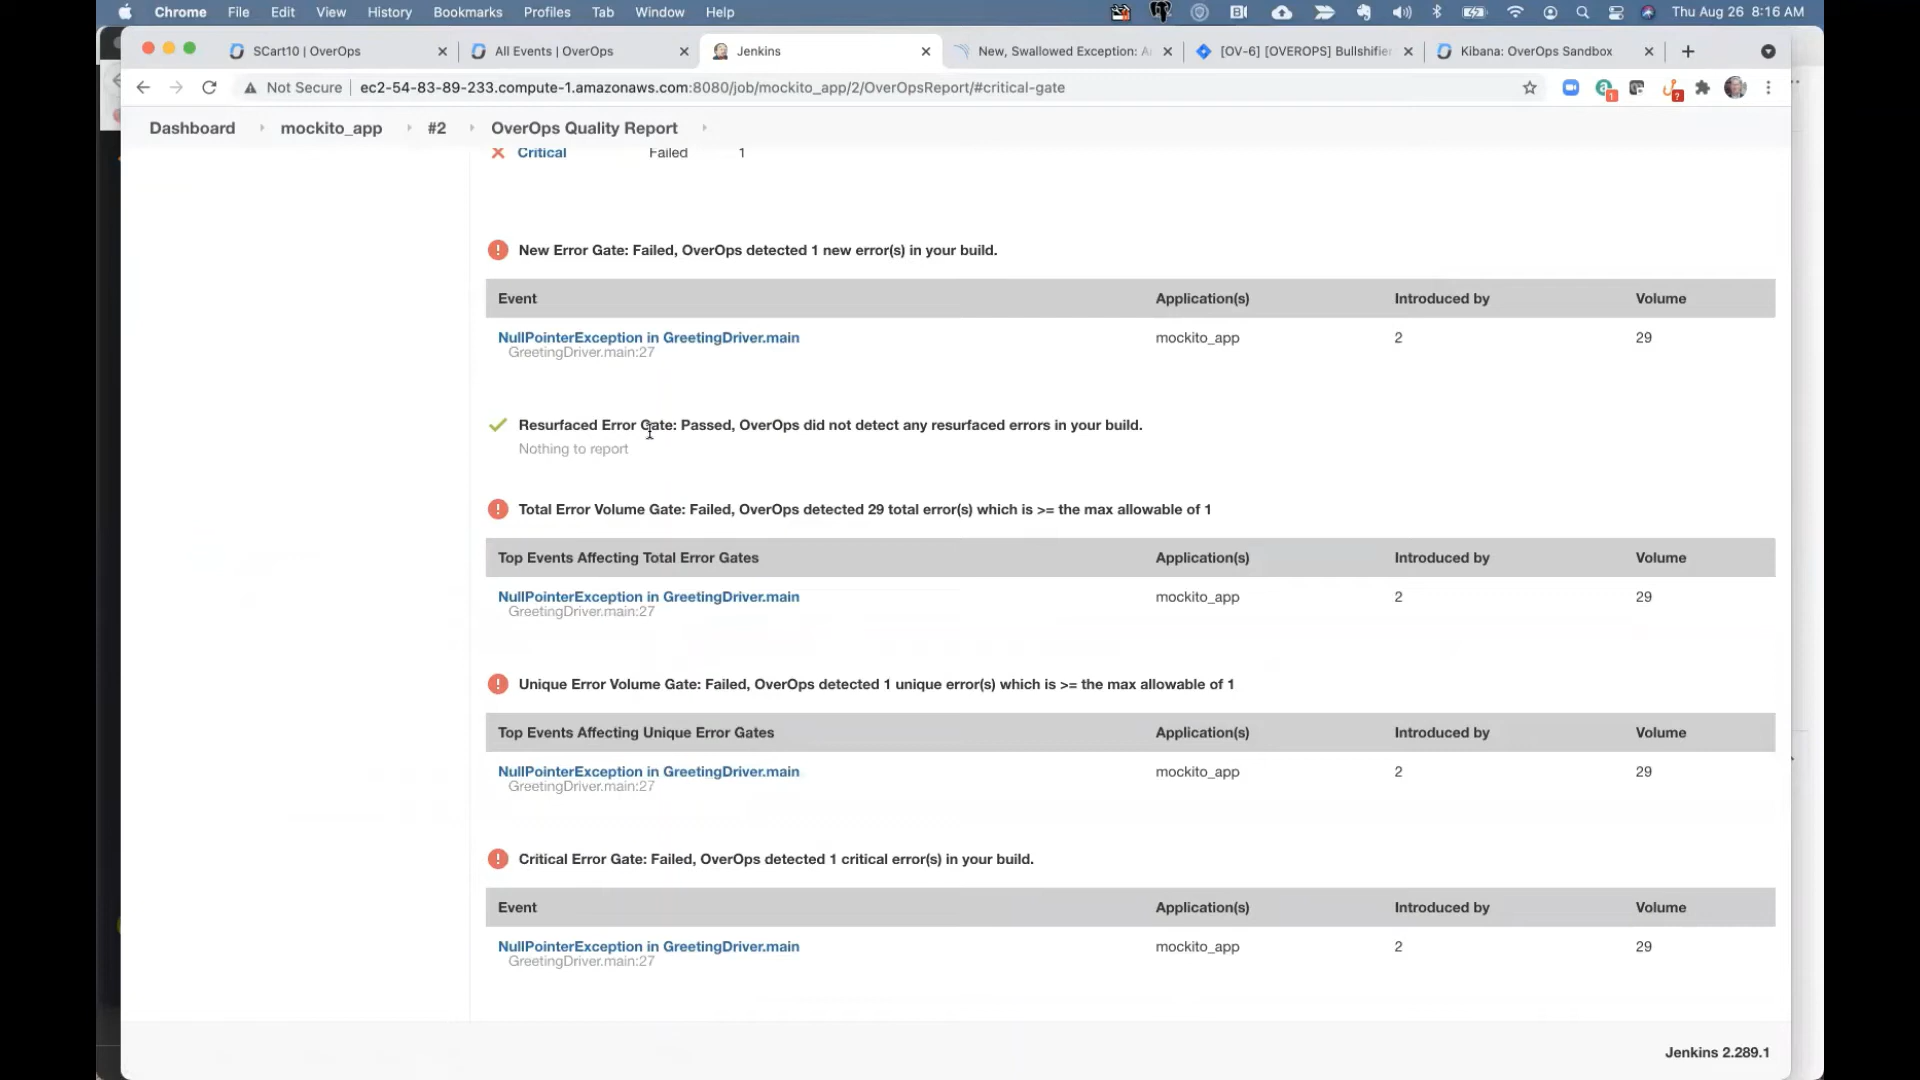 Chrome File Edit View History Bookmarks Profiles Tab Window Help Thu Aug 26 8:16 AM
SCart10 | OverOps All Events | OverOps Jenkins New, Swallowed Exception: [OV-6] [OVEROPS] Bullshifier Kibana: OverOps Sandbox
Not Secure ec2-54-83-89-233.compute-1.amazonaws.com:8080/job/mockito_app/2/OverOpsReport/#critical-gate
Dashboard mockito_app #2 OverOps Quality Report
Critical Failed 1
New Error Gate: Failed, OverOps detected 1 new error(s) in your build.
Event Application(s) Introduced by Volume
NullPointerException in GreetingDriver.main mockito_app 2 29
GreetingDriver.main:27
Resurfaced Error Gate: Passed, OverOps did not detect any resurfaced errors in your build.
Nothing to report
Total Error Volume Gate: Failed, OverOps detected 29 total error(s) which is >= the max allowable of 1
Top Events Affecting Total Error Gates Application(s) Introduced by Volume
NullPointerException in GreetingDriver.main mockito_app 2 29
GreetingDriver.main:27
Unique Error Volume Gate: Failed, OverOps detected 1 unique error(s) which is >= the max allowable of 1
Top Events Affecting Unique Error Gates Application(s) Introduced by Volume
NullPointerException in GreetingDriver.main mockito_app 2 29
GreetingDriver.main:27
Critical Error Gate: Failed, OverOps detected 1 critical error(s) in your build.
Event Application(s) Introduced by Volume
NullPointerException in GreetingDriver.main mockito_app 2 29
GreetingDriver.main:27
Jenkins 2.289.1